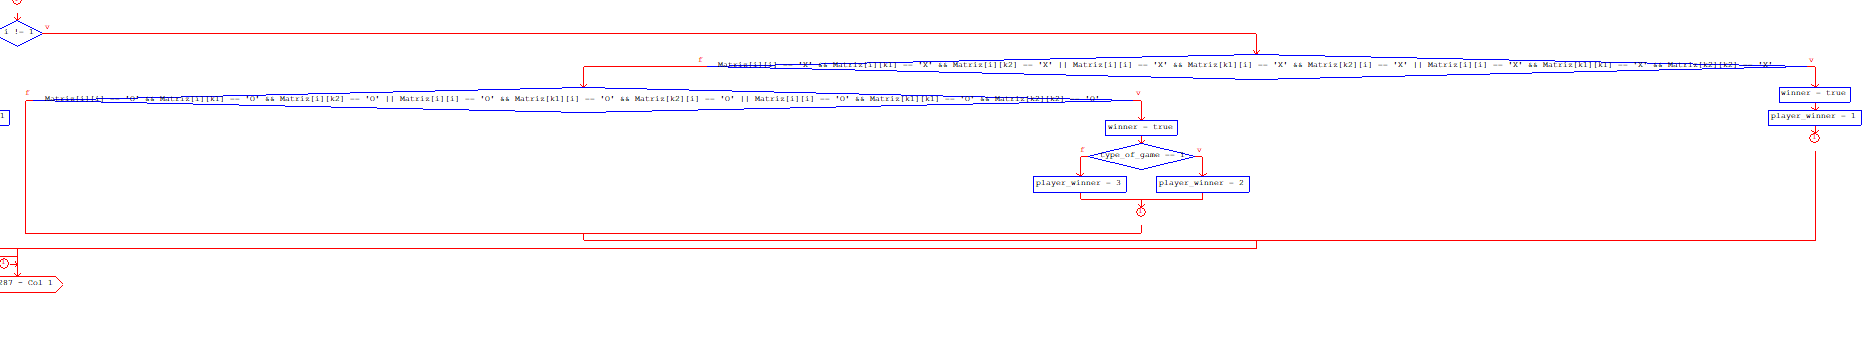 i != 1
v
f
Matriz[i][i] == 'X' && Matriz[i][k1] == 'X' && Matriz[i][k2] == 'X' || Matriz[i][i] == 'X' && Matriz[k1][i] == 'X' && Matriz[k2][i] == 'X' || Matriz[i][i] == 'X' && Matriz[k1][k1] == 'X' && Matriz[k2][k2] == 'X'
v
f
Matriz[i][i] == 'O' && Matriz[i][k1] == 'O' && Matriz[i][k2] == 'O' || Matriz[i][i] == 'O' && Matriz[k1][i] == 'O' && Matriz[k2][i] == 'O' || Matriz[i][i] == 'O' && Matriz[k1][k1] == 'O' && Matriz[k2][k2] == 'O'
v
winner = true
player_winner = 1
1
winner = true
f
type_of_game == 1
v
player_winner = 3
player_winner = 2
287 - Col 1